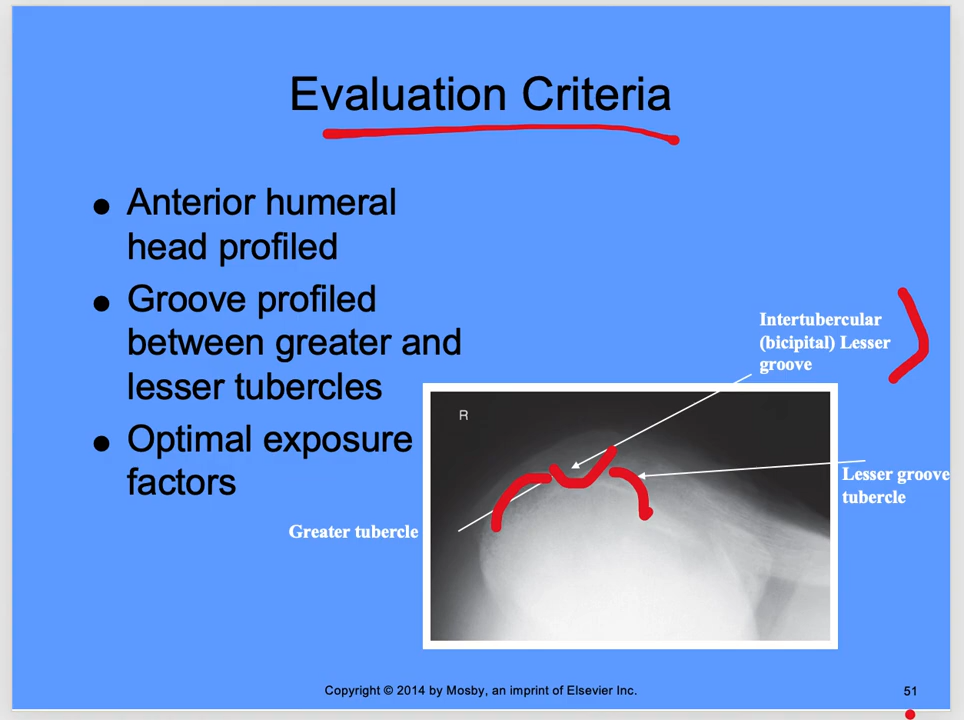 Evaluation Criteria
● Anterior humeral
head profiled
● Groove profiled
between greater and
lesser tubercles
● Optimal exposure
factors
Intertubercular
(bicipital) Lesser
groove
R
Lesser groove
tubercle
Greater tubercle
Copyright © 2014 by Mosby, an imprint of Elsevier Inc.
51